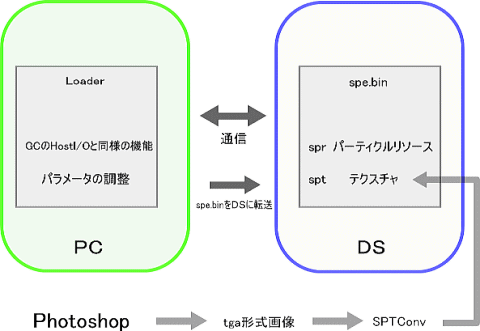 Loader
GCのHostI/Oと同様の機能
パラメータの調整
PC
通信
spe.binをDSに転送
spe.bin
spr パーティクルリソース
spt テクスチャ
DS
Photoshop
tga形式画像
SPTConv